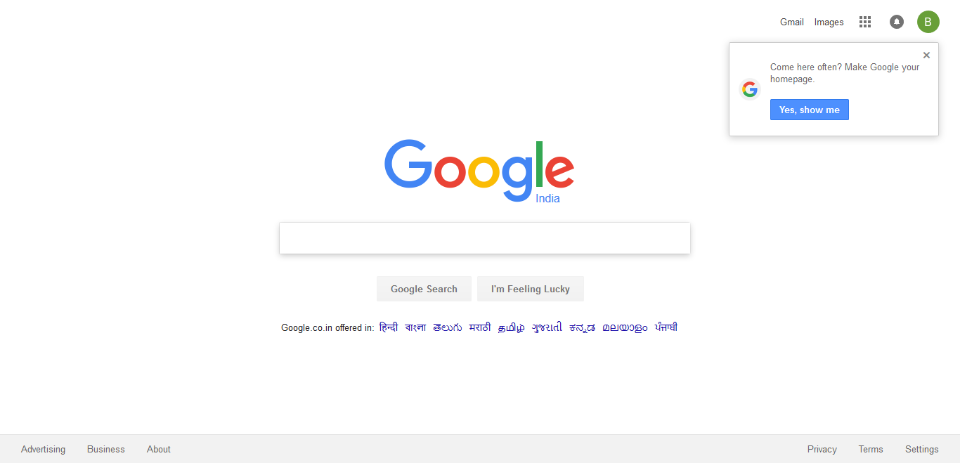 Gmail Images
B
Come here often? Make Google your
homepage.
Yes, show me
Google
India
Google Search I'm Feeling Lucky
Google.co.in offered in: हिन्दी বাংলা తెలుగు मराठी தமிழ் ગુજરાતી ಕನ್ನಡ മലയാളം ਪੰਜਾਬੀ
Advertising Business About Privacy Terms Settings